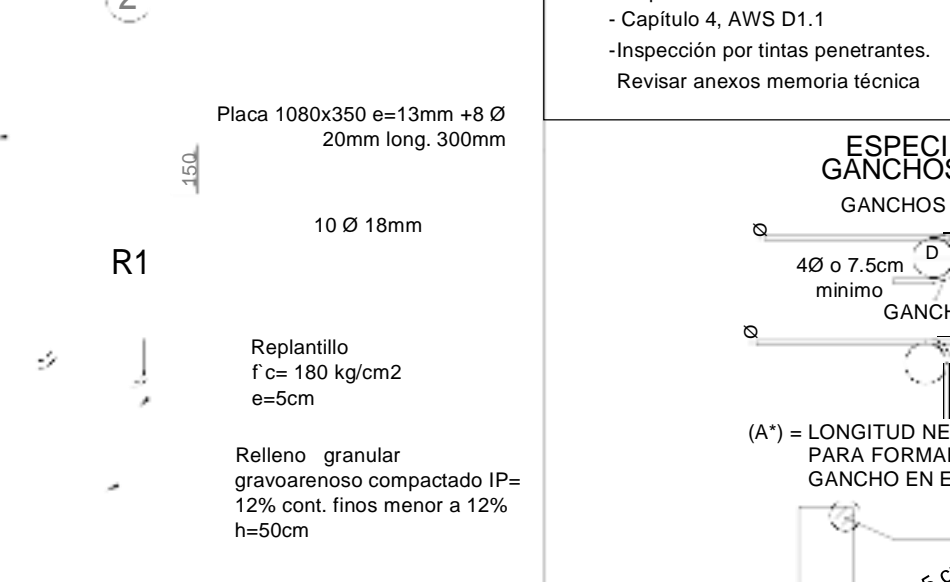 2
- Capítulo 4, AWS D1.1
-Inspección por tintas penetrantes.
Revisar anexos memoria técnica
Placa 1080x350 e=13mm +8 Ø
20mm long. 300mm
150
10 Ø 18mm
R1
Replantillo
f`c= 180 kg/cm2
e=5cm
Relleno granular
gravoarenoso compactado IP=
12% cont. finos menor a 12%
h=50cm
ESPECI
GANCHOS
GANCHOS
Ø
D
4Ø o 7.5cm
minimo
GANCH
Ø
(A*) = LONGITUD NE
PARA FORMA
GANCHO EN E